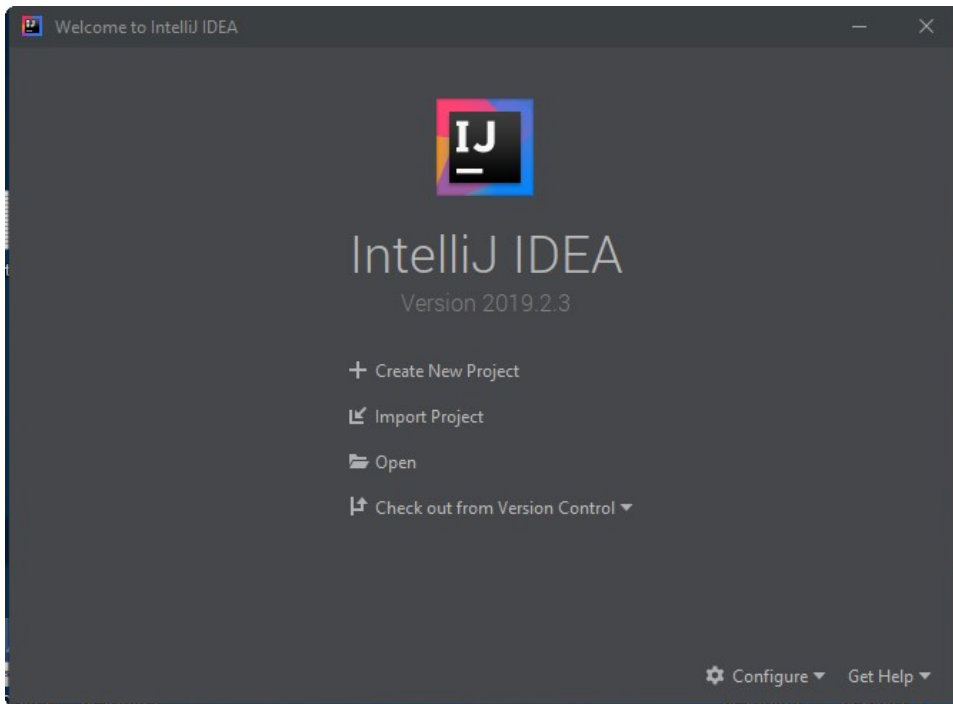 Welcome to IntelliJ IDEA
IJ
IntelliJ IDEA
Version 2019.2.3
Create New Project
Import Project
Open
Check out from Version Control
Configure
Get Help